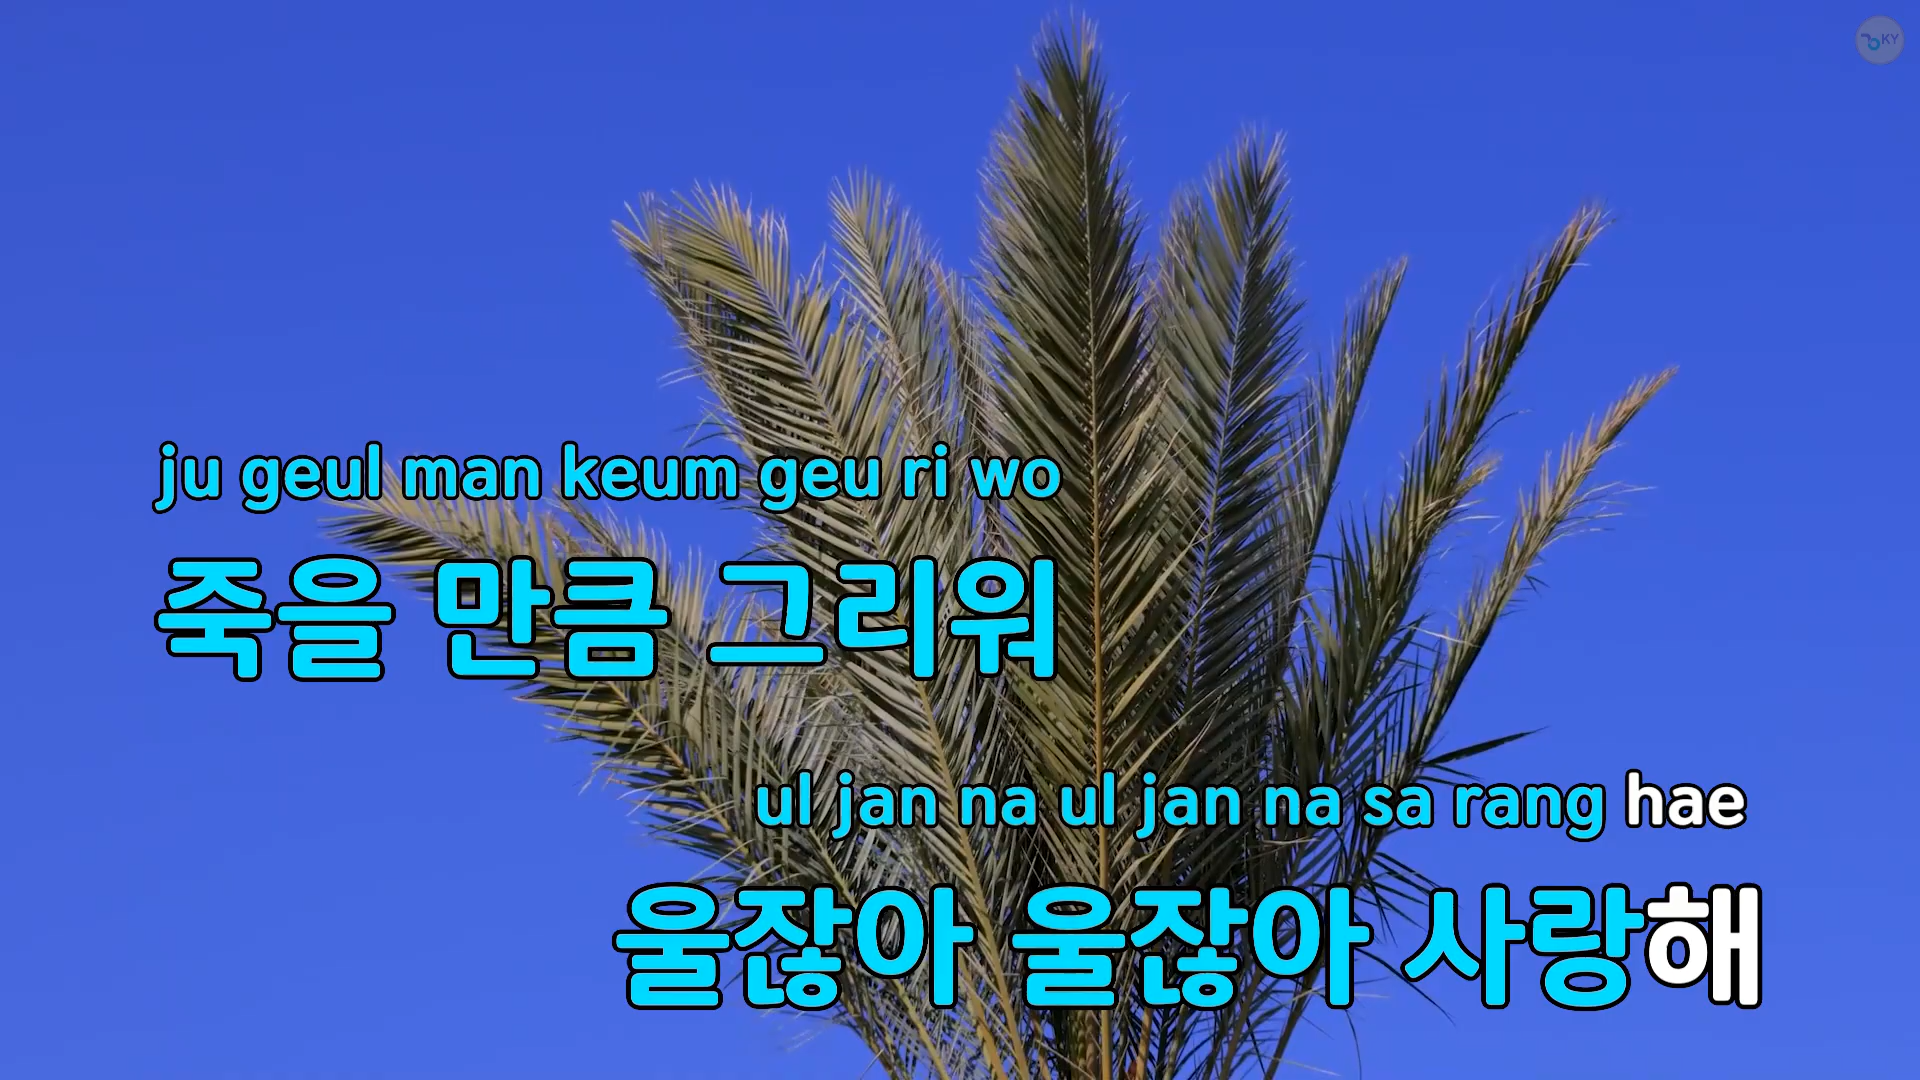 KY
ju geul man keum geu ri wo
죽을 만큼 그리워
ul jan na ul jan na sa rang hae
울잖아 울잖아 사랑해